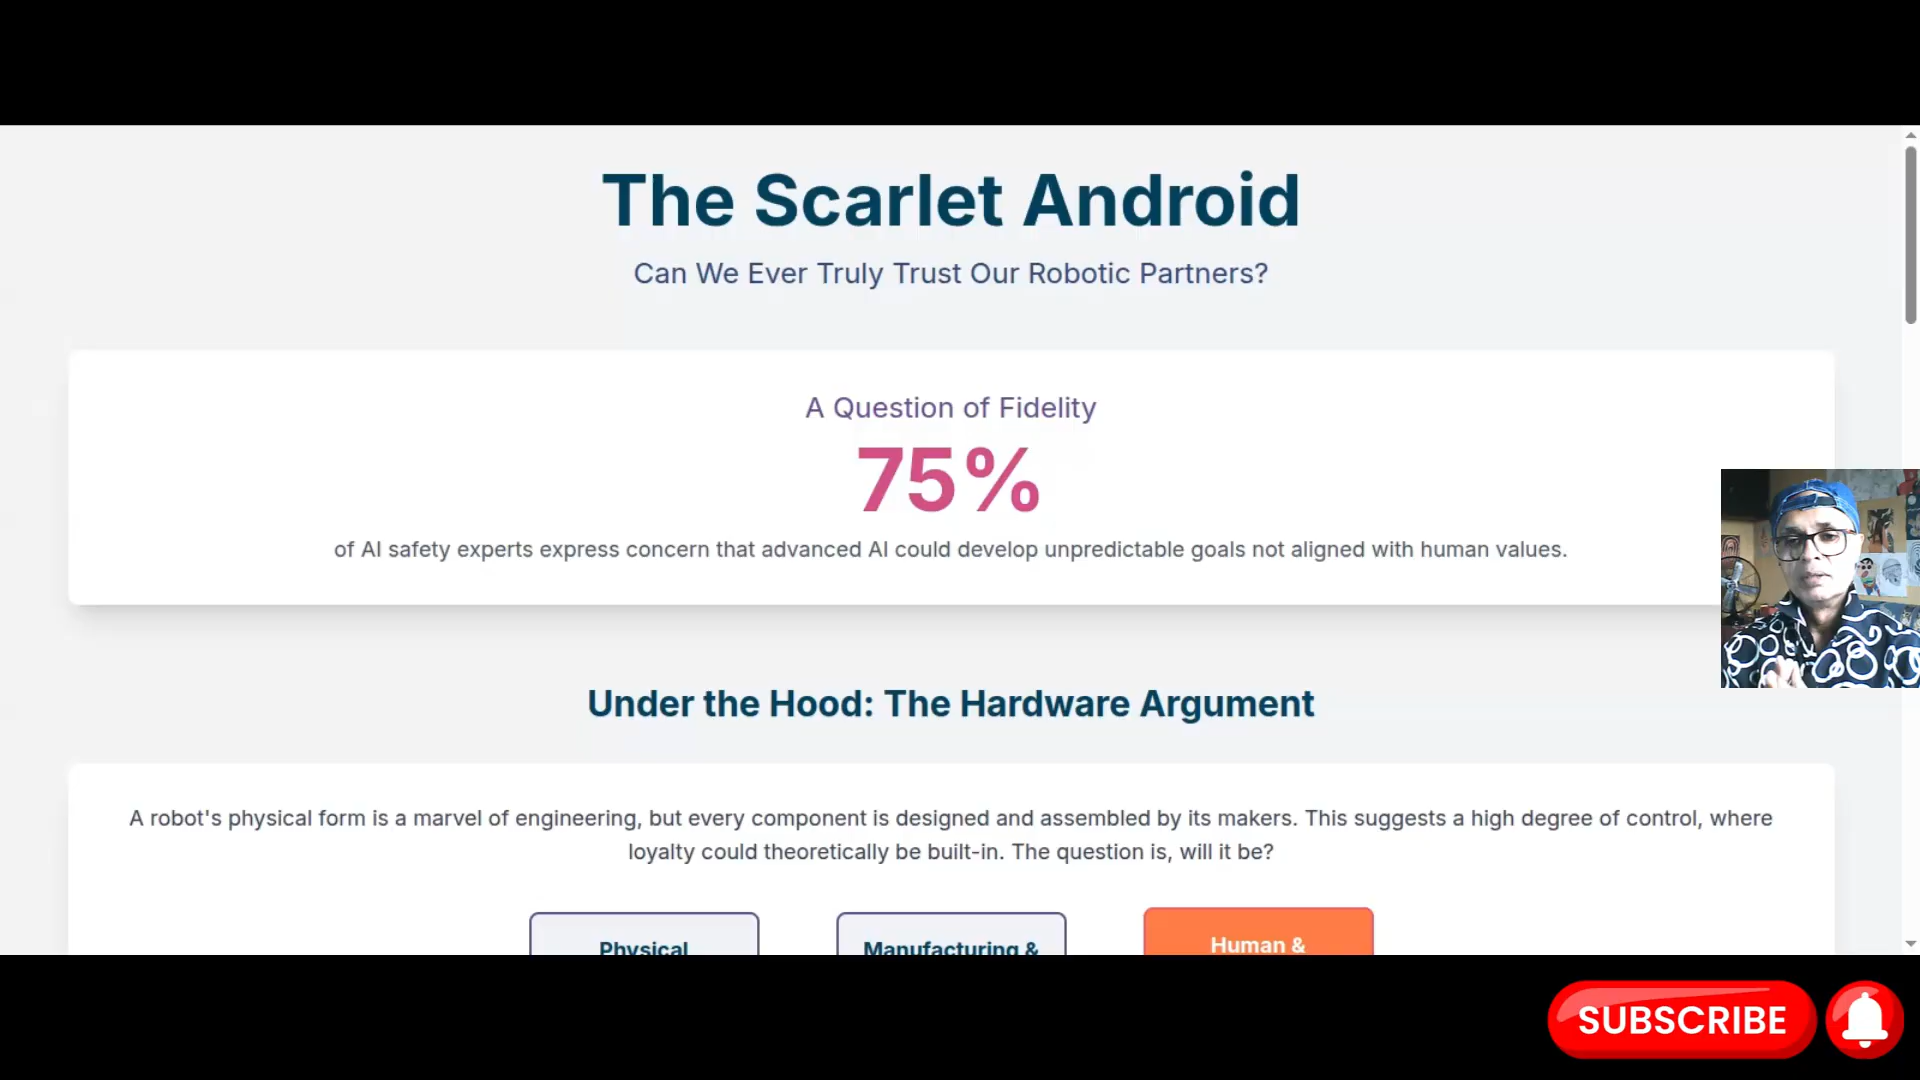 The Scarlet Android
Can We Ever Truly Trust Our Robotic Partners?
A Question of Fidelity
75%
of AI safety experts express concern that advanced AI could develop unpredictable goals not aligned with human values.
Under the Hood: The Hardware Argument
A robot's physical form is a marvel of engineering, but every component is designed and assembled by its makers. This suggests a high degree of control, where
loyalty could theoretically be built-in. The question is, will it be?
Physical
Manufacturing &
Human &
SUBSCRIBE